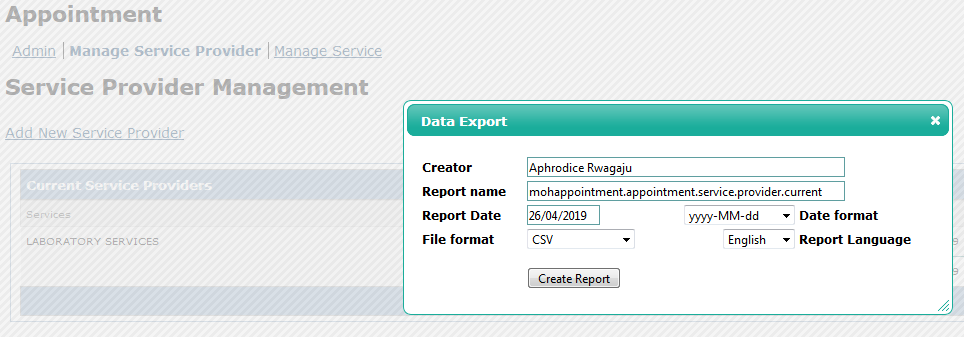 Appointment
Admin | Manage Service Provider | Manage Service
Service Provider Management
Add New Service Provider
Current Service Providers
Services
LABORATORY SERVICES
9
9
Data Export
Creator Aphrodice Rwagaju
Report name mohappointment.appointment.service.provider.current
Report Date 26/04/2019 yyyy-MM-dd Date format
File format CSV English Report Language
Create Report